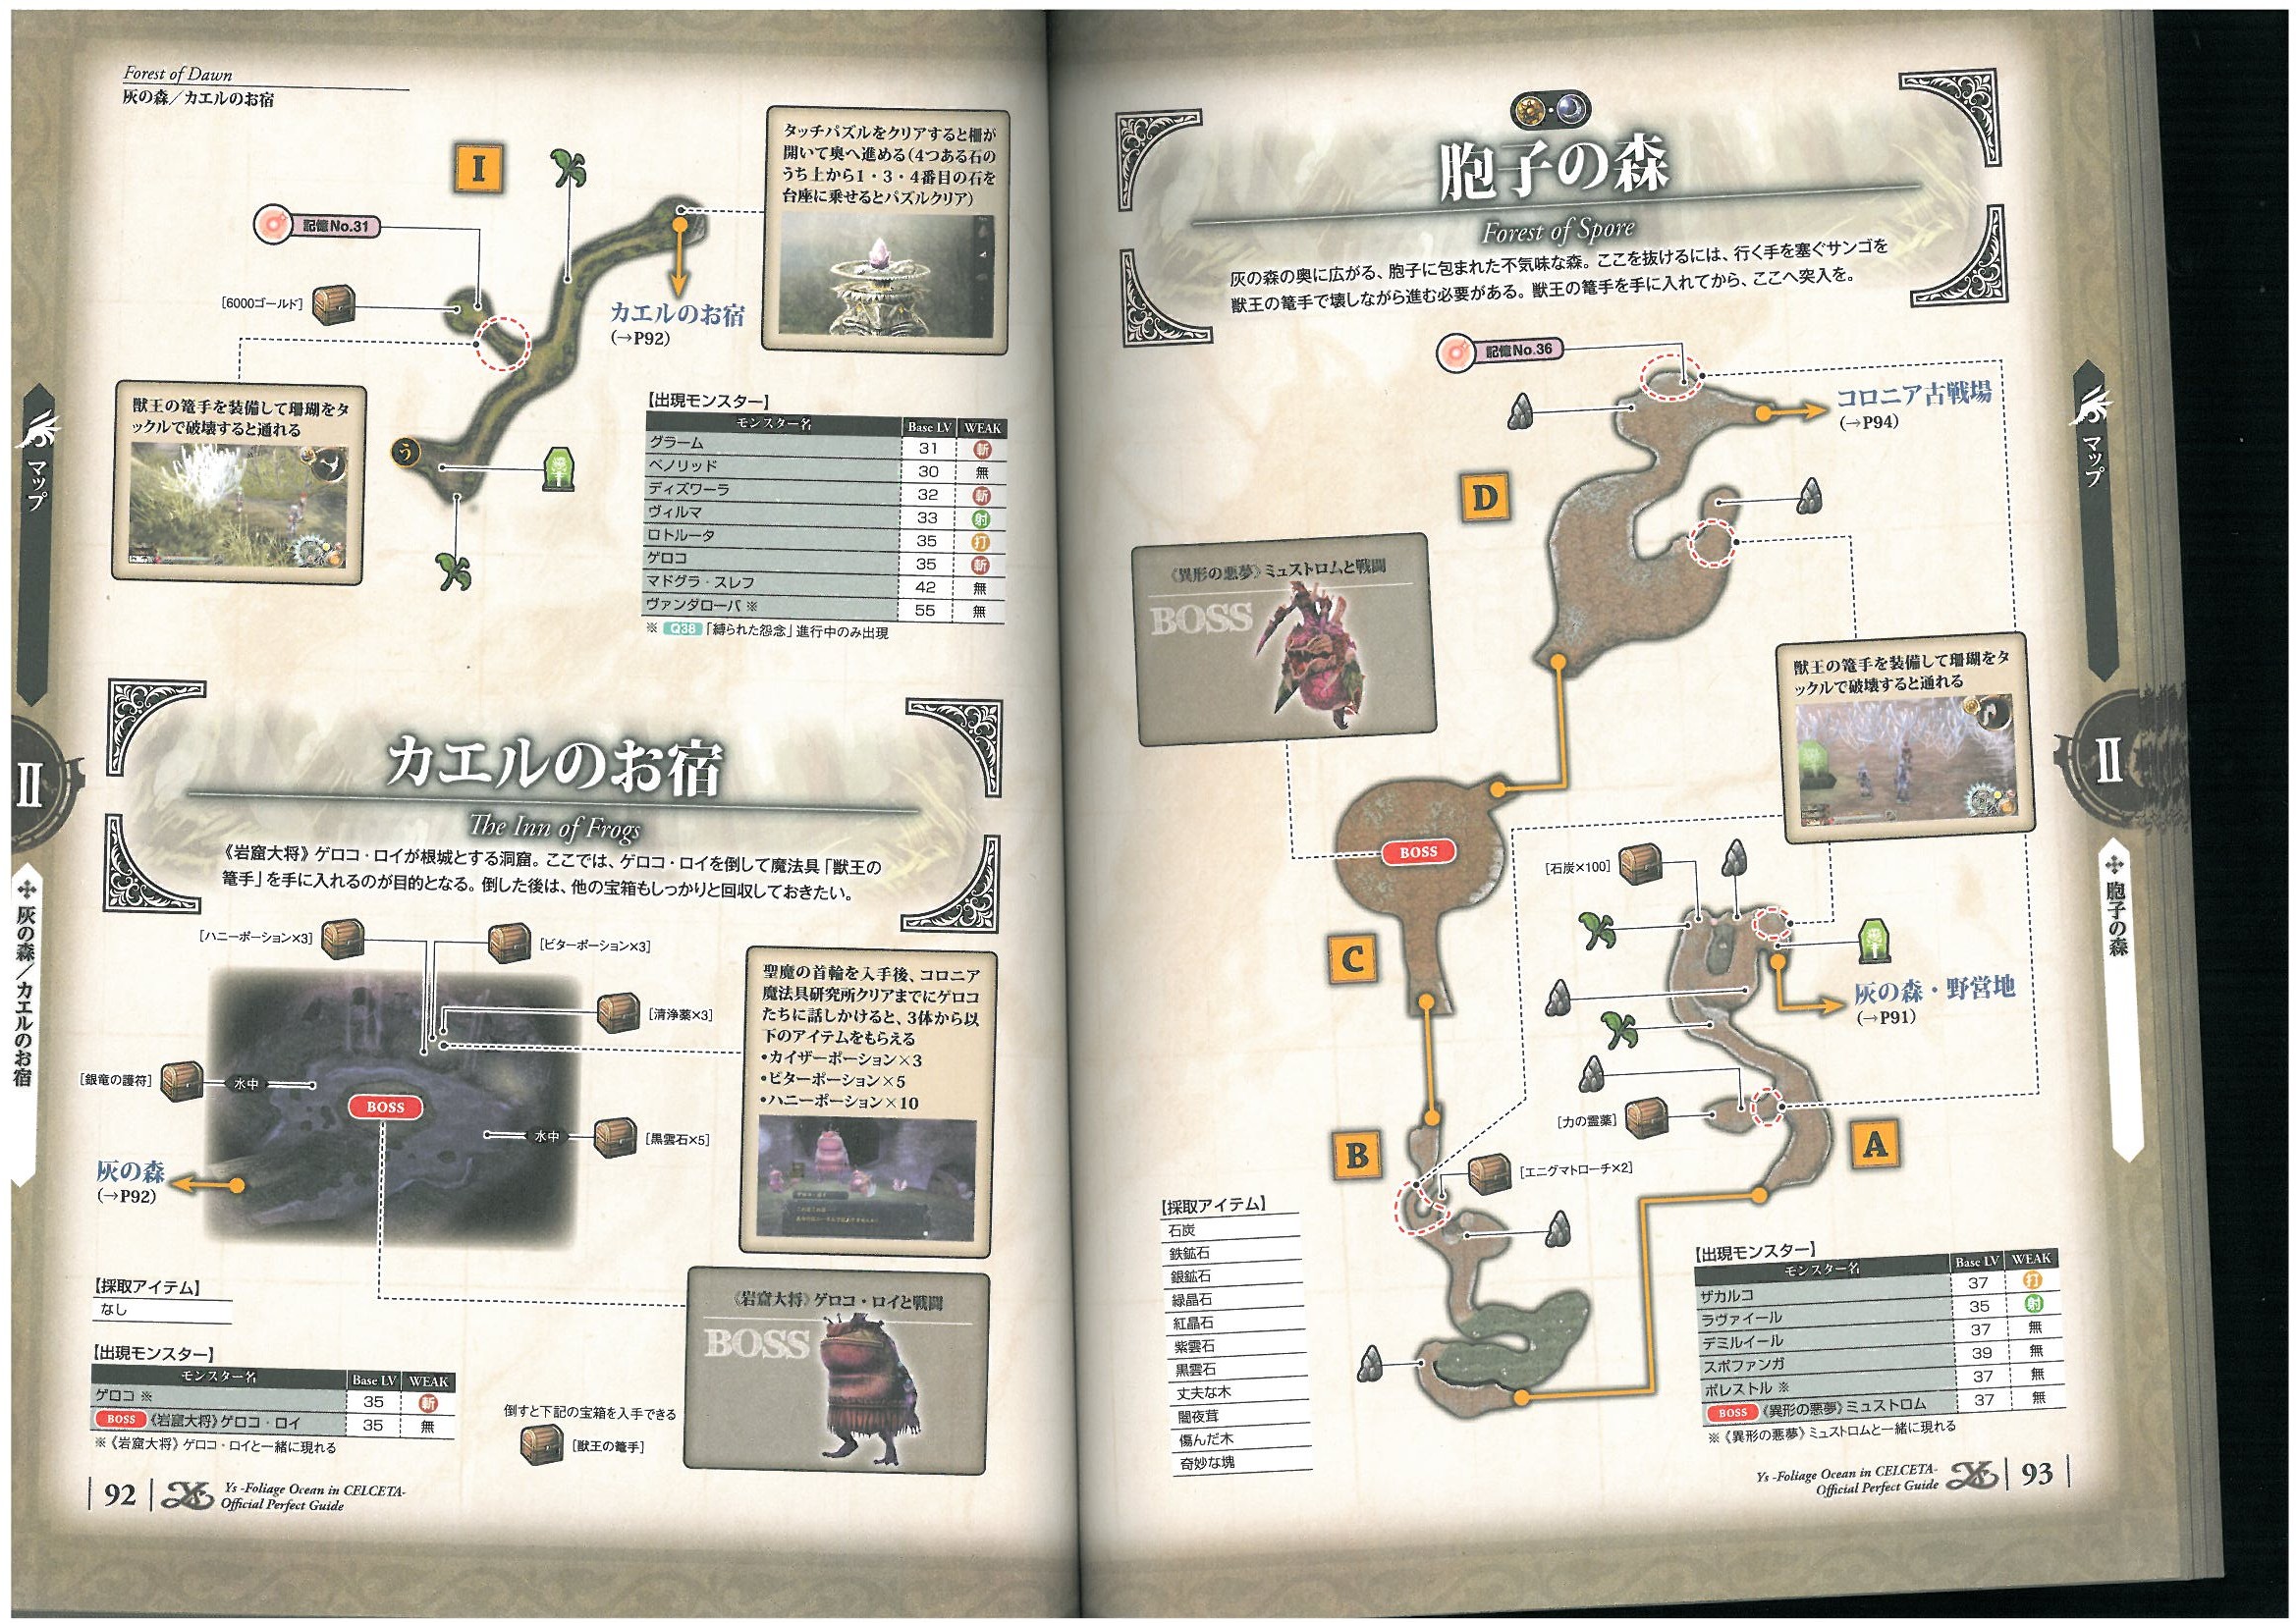 Forest of Dawn
灰の森／カエルのお宿
I
記憶No.31
[6000ゴールド]
タッチパズルをクリアすると柵が
開いて奥へ進める(4つある石の
うち上から1・3・4番目の石を
台座に乗せるとパズルクリア)
カエルのお宿
(→P92)
獣王の篭手を装備して珊瑚をタ
ックルで破壊すると通れる
う
【出現モンスター】
モンスター名 Base LV WEAK
グラーム 31 斬
ベノリッド 30 無
ディズワーラ 32 斬
ヴィルマ 33 射
ロトルータ 35 打
ゲロコ 35 斬
マドグラ・スレフ 42 無
ヴァンダローバ ※ 55 無
※ Q38「縛られた怨念」進行中のみ出現
カエルのお宿
The Inn of Frogs
《岩窟大将》ゲロコ・ロイが根城とする洞窟。ここでは、ゲロコ・ロイを倒して魔法具「獣王の
篭手」を手に入れるのが目的となる。倒した後は、他の宝箱もしっかりと回収しておきたい。
[ハニーポーション×3]
[ビターポーション×3]
[清浄薬×3]
[銀竜の護符]
水中
BOSS
水中
[黒雲石×5]
灰の森
(→P92)
聖魔の首輪を入手後、コロニア
魔法具研究所クリアまでにゲロコ
たちに話しかけると、3体から以
下のアイテムをもらえる
•カイザーポーション×3
•ビターポーション×5
•ハニーポーション×10
【採取アイテム】
なし
【出現モンスター】
モンスター名 Base LV WEAK
ゲロコ ※ 35 斬
BOSS 《岩窟大将》ゲロコ・ロイ 35 無
※《岩窟大将》ゲロコ・ロイと一緒に現れる
倒すと下記の宝箱を入手できる
[獣王の篭手]
《岩窟大将》ゲロコ・ロイと戦闘
BOSS
マップ
II
灰の森／カエルのお宿
92
Ys -Foliage Ocean in CELCETA-
Official Perfect Guide
胞子の森
Forest of Spore
灰の森の奥に広がる、胞子に包まれた不気味な森。ここを抜けるには、行く手を塞ぐサンゴを
獣王の篭手で壊しながら進む必要がある。獣王の篭手を手に入れてから、ここへ突入を。
記憶No.36
コロニア古戦場
(→P94)
D
《異形の悪夢》ミュストロムと戦闘
BOSS
獣王の篭手を装備して珊瑚をタ
ックルで破壊すると通れる
BOSS
[石炭×100]
C
灰の森・野営地
(→P91)
[力の霊薬]
A
B
[エニグマトローチ×2]
【採取アイテム】
石炭
鉄鉱石
銀鉱石
緑晶石
紅晶石
紫雲石
黒雲石
丈夫な木
闇夜茸
傷んだ木
奇妙な塊
【出現モンスター】
モンスター名 Base LV WEAK
ザカルコ 37 打
ラヴァイール 35 射
デミルイール 37 無
スポファンガ 39 無
ポレストル ※ 37 無
BOSS 《異形の悪夢》ミュストロム 37 無
※《異形の悪夢》ミュストロムと一緒に現れる
マップ
II
胞子の森
Ys -Foliage Ocean in CELCETA-
Official Perfect Guide
93